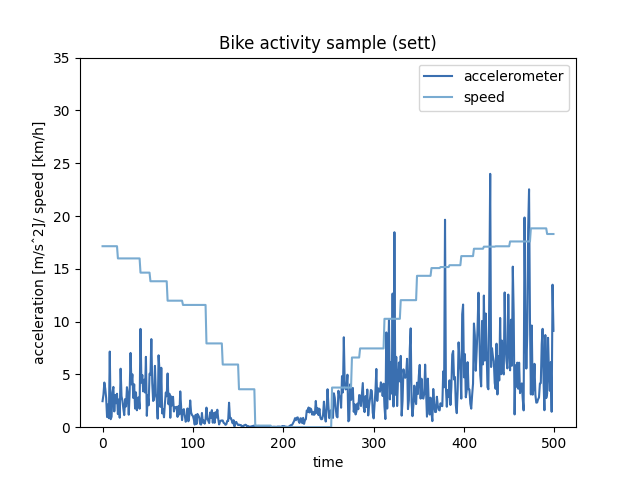 Bike activity sample (sett)
accelerometer
speed
acceleration [m/s^2]/ speed [km/h]
35
30
25
20
15
10
5
0
0 100 200 300 400 500
time